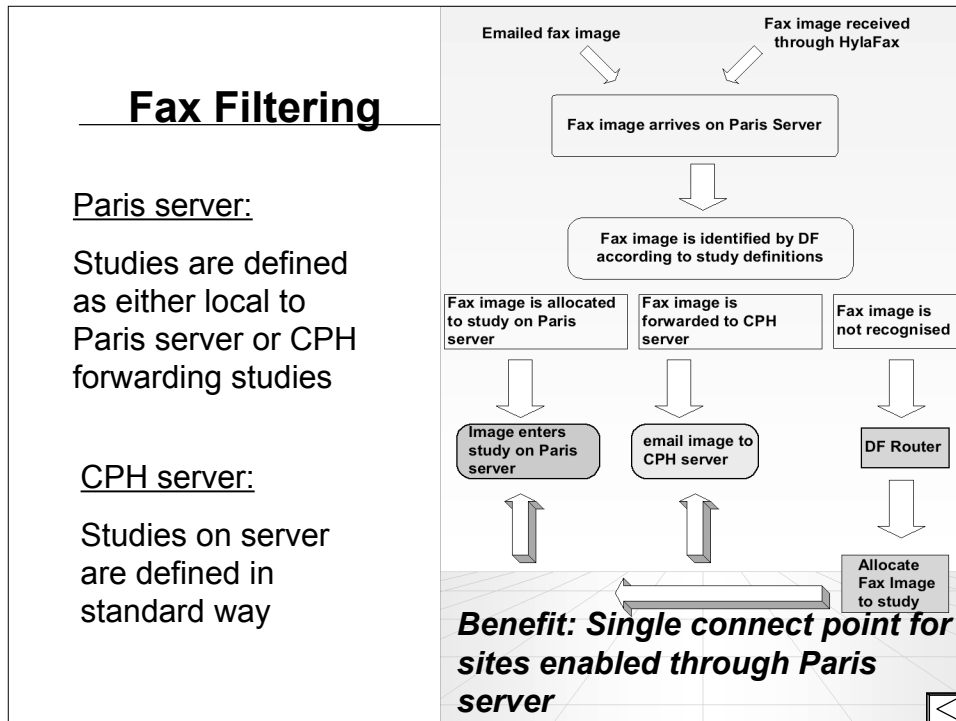 Fax Filtering
Paris server:
Studies are defined
as either local to
Paris server or CPH
forwarding studies
CPH server:
Studies on server
are defined in
standard way
Emailed fax image
Fax image received
through HylaFax
Fax image arrives on Paris Server
Fax image is identified by DF
according to study definitions
Fax image is allocated
to study on Paris
server
Fax image is
forwarded to CPH
server
Fax image is
not recognised
Image enters
study on Paris
server
email image to
CPH server
DF Router
Allocate
Fax Image
to study
Benefit: Single connect point for
sites enabled through Paris
server